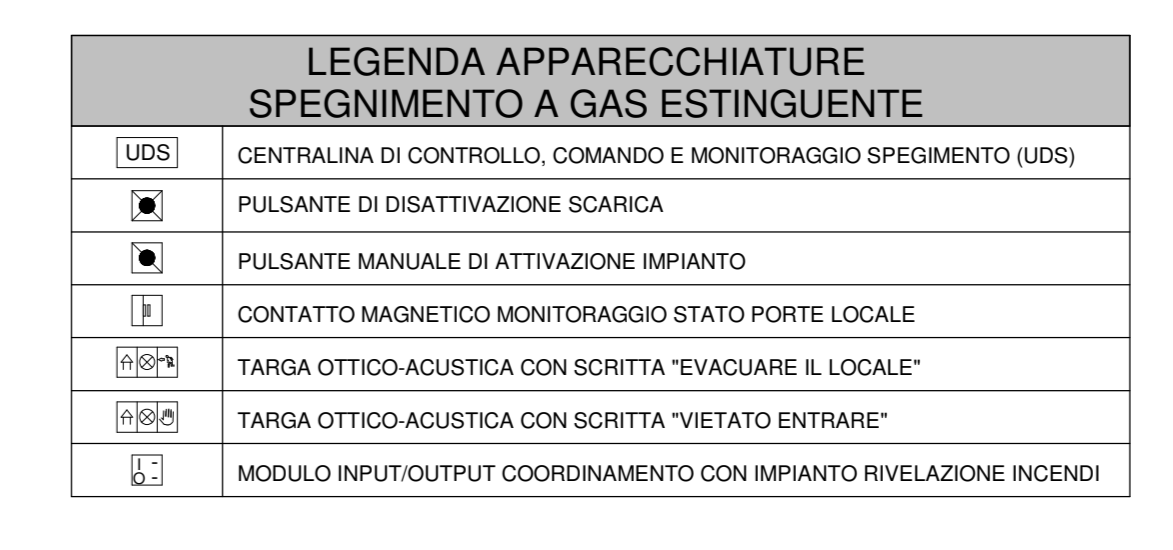 LEGENDA APPARECCHIATURE
SPEGNIMENTO A GAS ESTINGUENTE
UDS CENTRALINA DI CONTROLLO, COMANDO E MONITORAGGIO SPEGIMENTO (UDS)
PULSANTE DI DISATTIVAZIONE SCARICA
PULSANTE MANUALE DI ATTIVAZIONE IMPIANTO
CONTATTO MAGNETICO MONITORAGGIO STATO PORTE LOCALE
TARGA OTTICO-ACUSTICA CON SCRITTA "EVACUARE IL LOCALE"
TARGA OTTICO-ACUSTICA CON SCRITTA "VIETATO ENTRARE"
I -
O - MODULO INPUT/OUTPUT COORDINAMENTO CON IMPIANTO RIVELAZIONE INCENDI